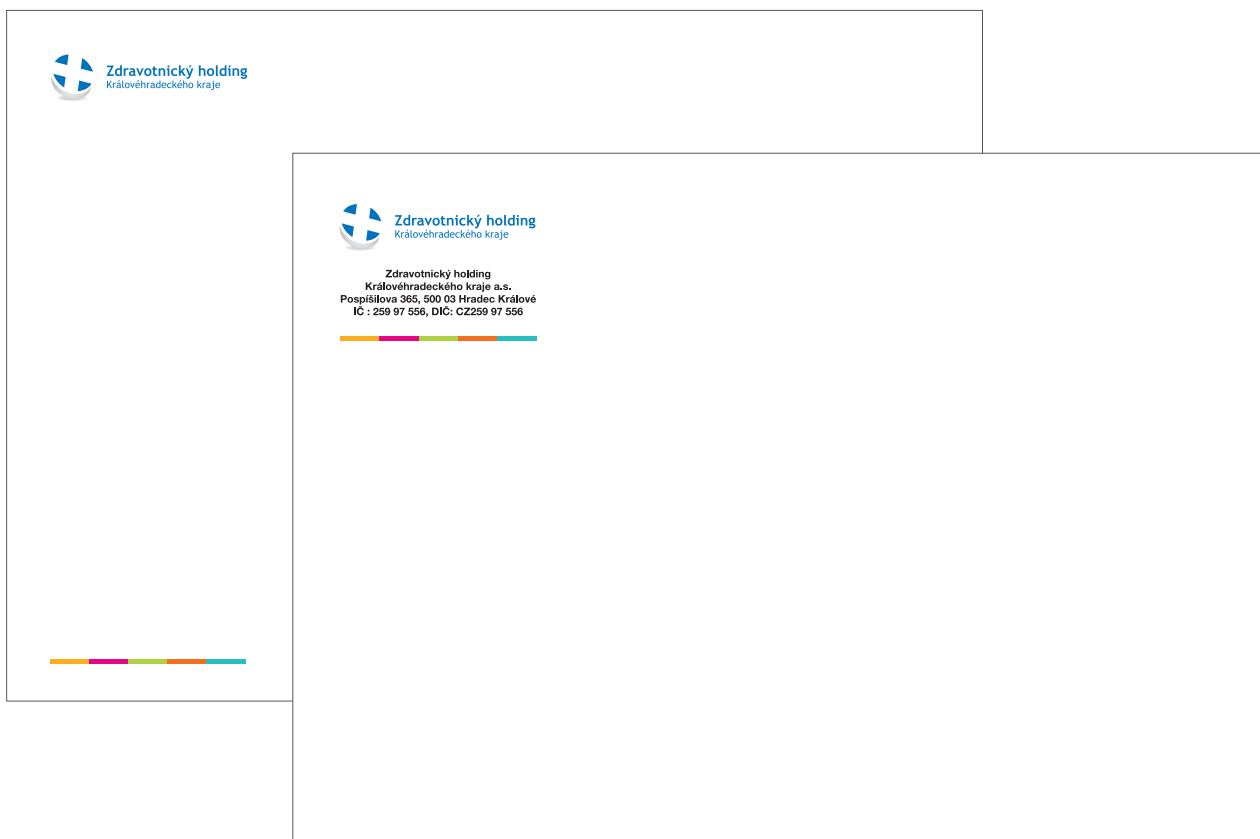 Zdravotnický holding
Královéhradeckého kraje
Zdravotnický holding
Královéhradeckého kraje
Zdravotnický holding
Královéhradeckého kraje a.s.
Pospíšilova 365, 500 03 Hradec Králové
IČ : 259 97 556, DIČ: CZ259 97 556